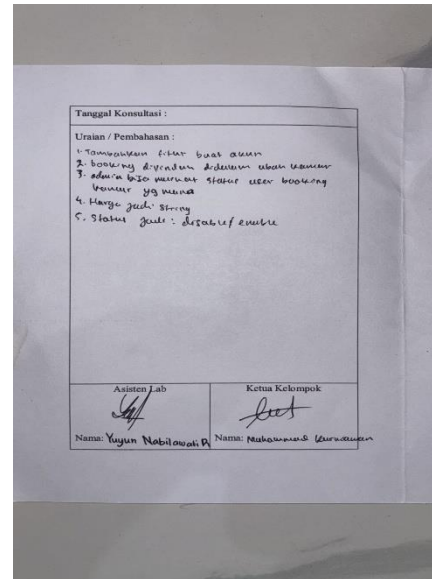 Tanggal Konsultasi :
Uraian / Pembahasan :
1. Tambahkan fitur buat akun
2. booking dipindah didalam ubah kamar
3. admin bisa melihat status user booking
kamar yg mana
4. Harga jadi string
5. Status jadi : disable / enable
Asisten Lab
Ketua Kelompok
Nama: Yuyun Nabilawati R
Nama: Muhammad Kurniawan